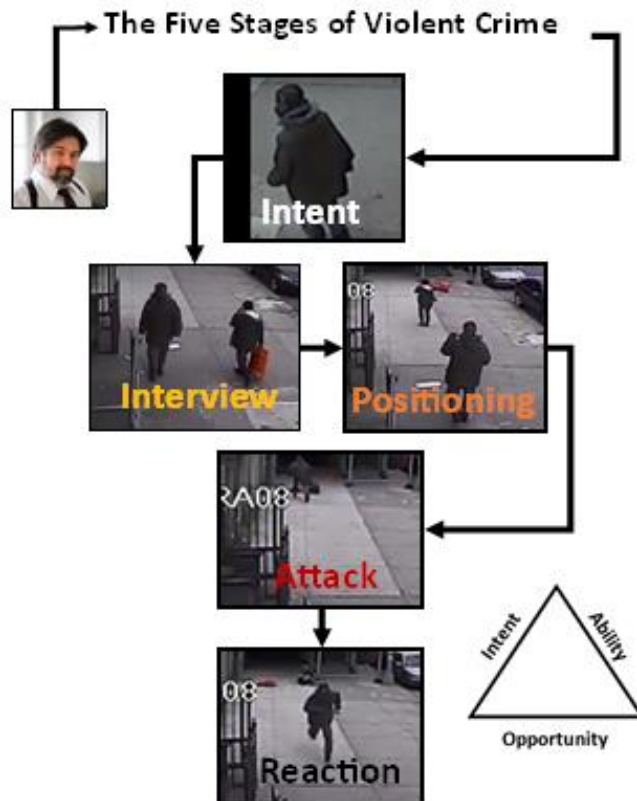 The Five Stages of Violent Crime
Intent
Interview
08
Positioning
RA08
Attack
08
Reaction
Intent
Ability
Opportunity